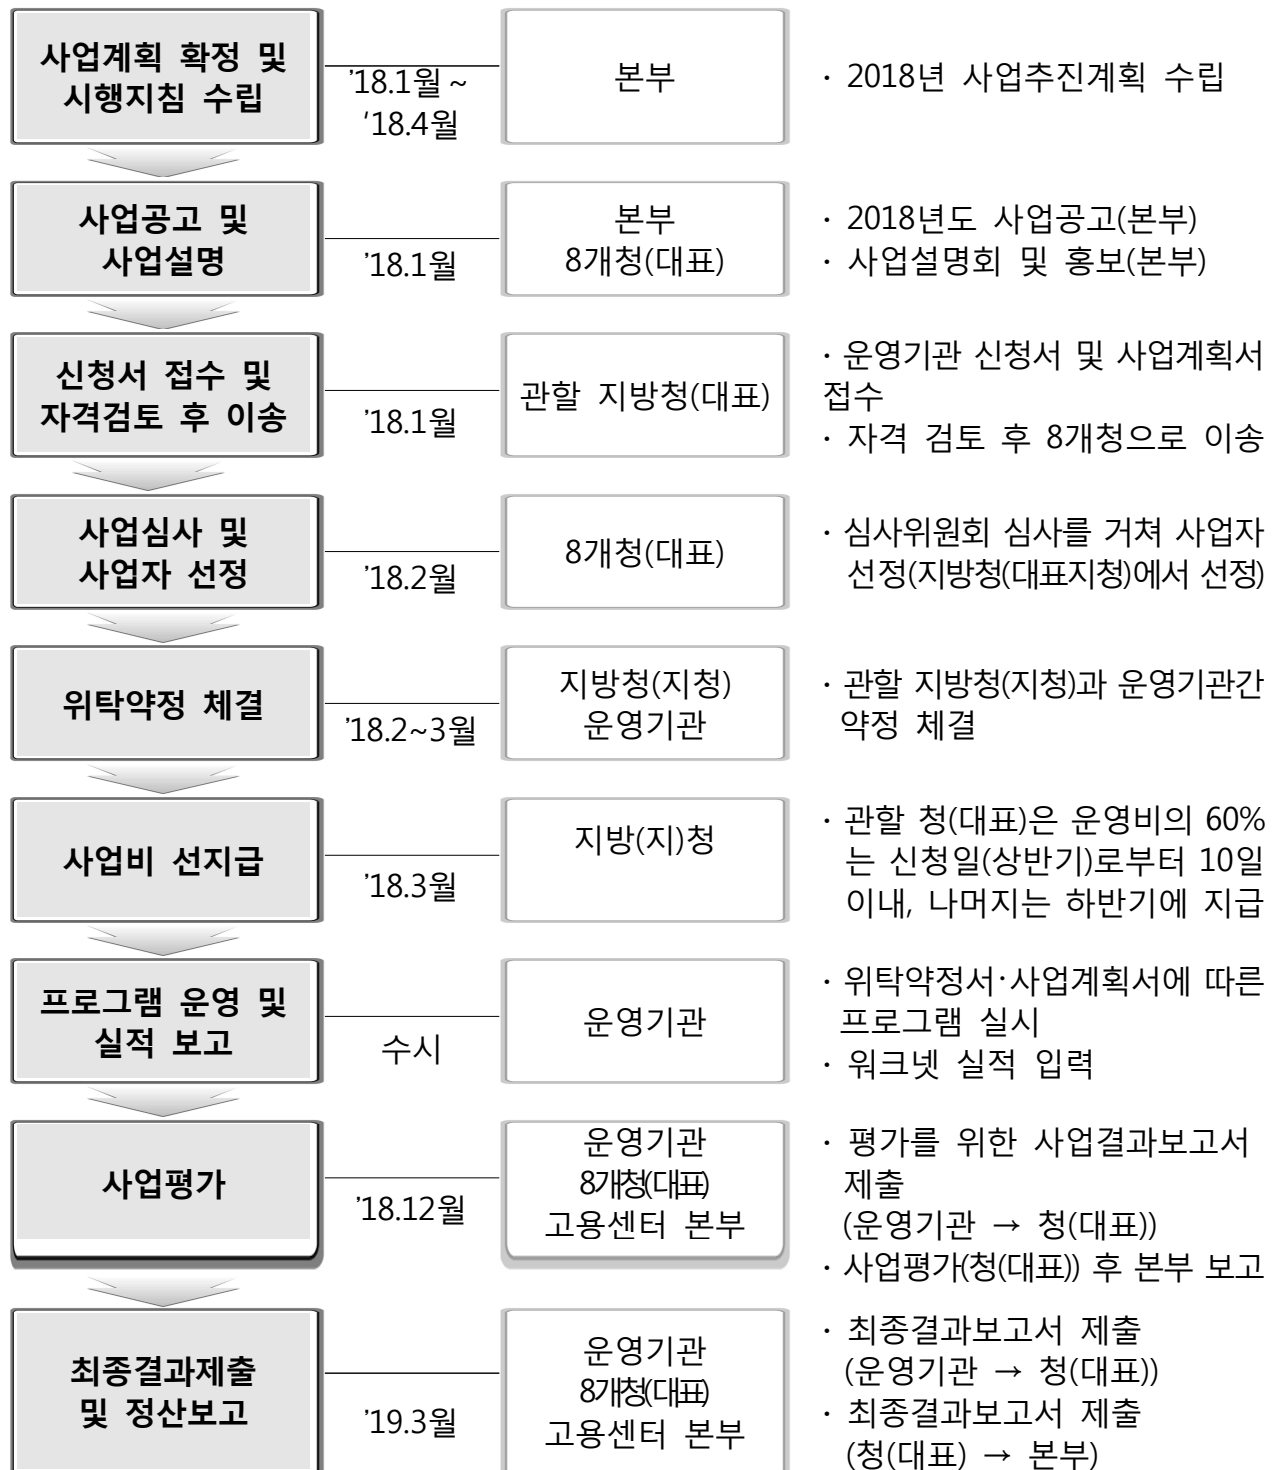 사업계획 확정 및
시행지침 수립
'18.1월 ~
'18.4월
본부
· 2018년 사업추진계획 수립
사업공고 및
사업설명
'18.1월
본부
8개청(대표)
· 2018년도 사업공고(본부)
· 사업설명회 및 홍보(본부)
신청서 접수 및
자격검토 후 이송
'18.1월
관할 지방청(대표)
· 운영기관 신청서 및 사업계획서
접수
· 자격 검토 후 8개청으로 이송
사업심사 및
사업자 선정
'18.2월
8개청(대표)
· 심사위원회 심사를 거쳐 사업자
선정(지방청(대표지청)에서 선정)
위탁약정 체결
'18.2~3월
지방청(지청)
운영기관
· 관할 지방청(지청)과 운영기관간
약정 체결
사업비 선지급
'18.3월
지방(지)청
· 관할 청(대표)은 운영비의 60%
는 신청일(상반기)로부터 10일
이내, 나머지는 하반기에 지급
프로그램 운영 및
실적 보고
수시
운영기관
· 위탁약정서·사업계획서에 따른
프로그램 실시
· 워크넷 실적 입력
사업평가
'18.12월
운영기관
8개청(대표)
고용센터 본부
· 평가를 위한 사업결과보고서
제출
(운영기관 → 청(대표))
· 사업평가(청(대표)) 후 본부 보고
최종결과제출
및 정산보고
'19.3월
운영기관
8개청(대표)
고용센터 본부
· 최종결과보고서 제출
(운영기관 → 청(대표))
· 최종결과보고서 제출
(청(대표) → 본부)